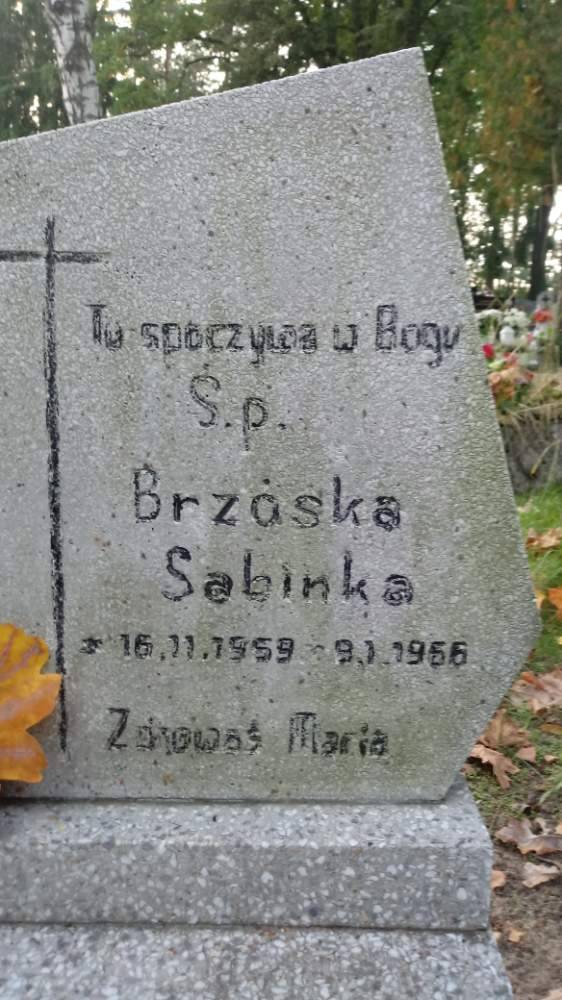 Tu spoczywa w Bogu
Ś.p.
Brzóska
Sabinka
* 16.11.1959 - 9.1.1966
Zdrowaś Maria